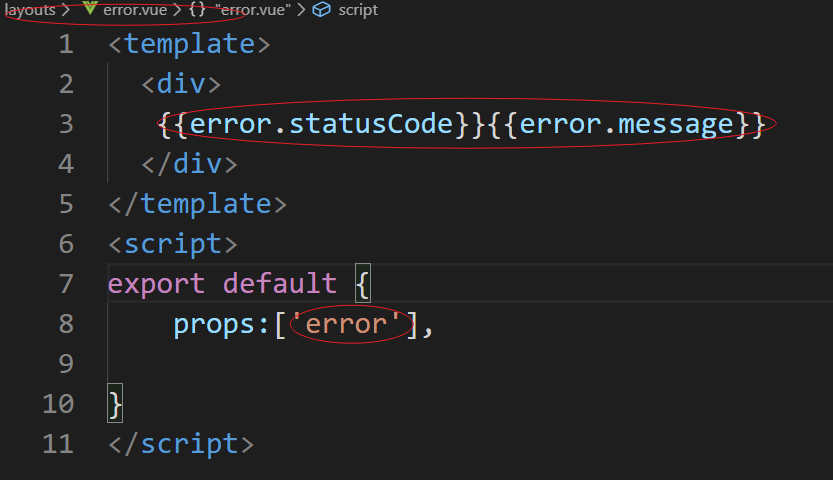 layouts > error.vue > {} "error.vue" > script
1 <template>
2   <div>
3    {{error.statusCode}}{{error.message}}
4   </div>
5 </template>
6 <script>
7 export default {
8     props:['error'],
9
10 }
11 </script>